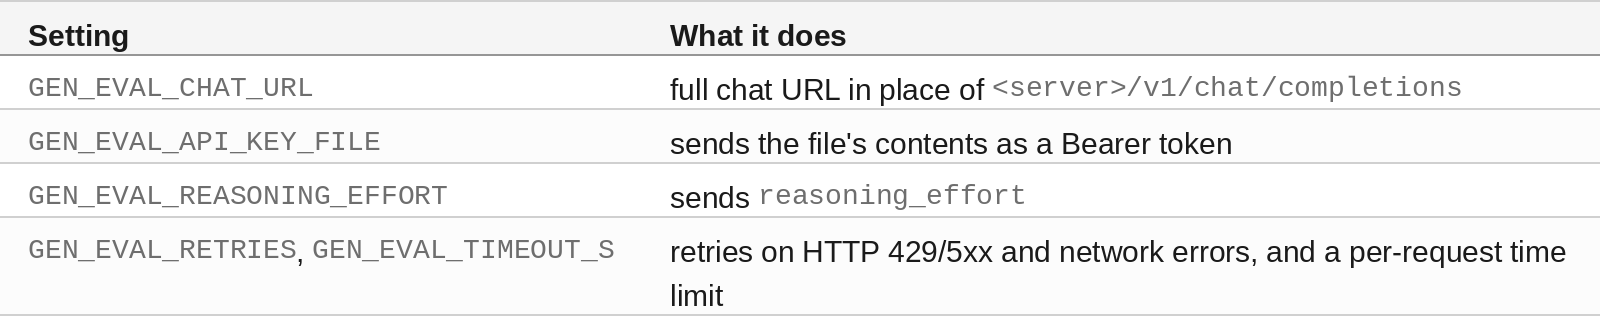 Setting What it does
GEN_EVAL_CHAT_URL full chat URL in place of <server>/v1/chat/completions
GEN_EVAL_API_KEY_FILE sends the file's contents as a Bearer token
GEN_EVAL_REASONING_EFFORT sends reasoning_effort
GEN_EVAL_RETRIES, GEN_EVAL_TIMEOUT_S retries on HTTP 429/5xx and network errors, and a per-request time
limit